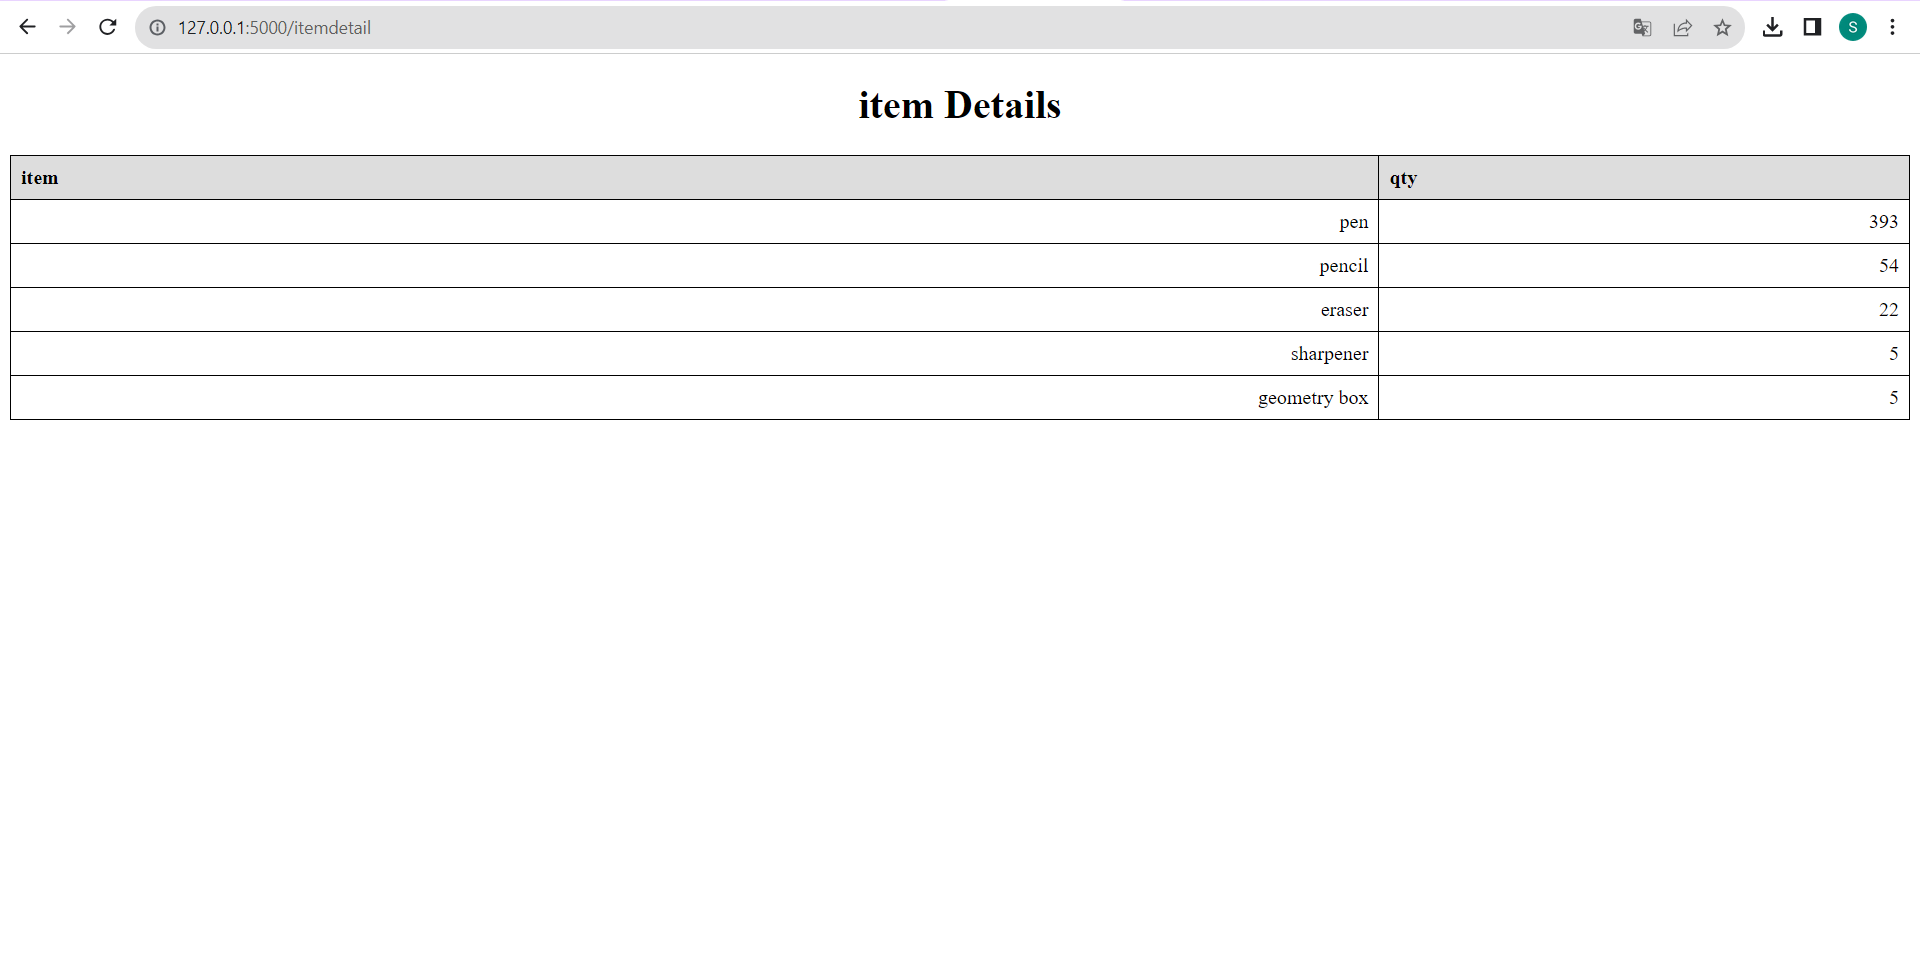 127.0.0.1:5000/itemdetail
S
item Details
item qty
pen 393
pencil 54
eraser 22
sharpener 5
geometry box 5